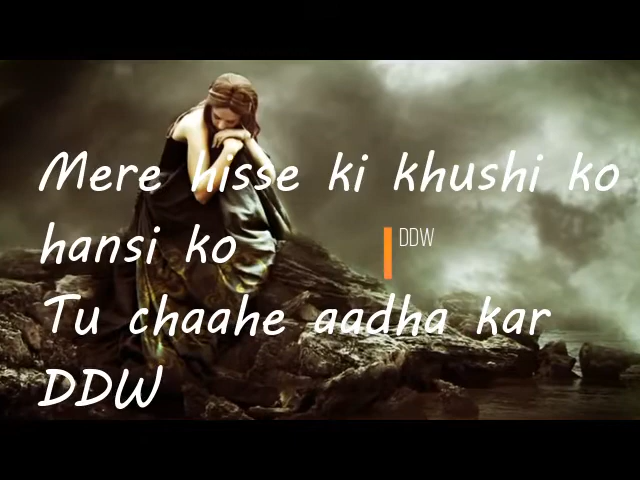 Mere hisse ki khushi ko
hansi ko
DDW
Tu chaahe aadha kar
DDW